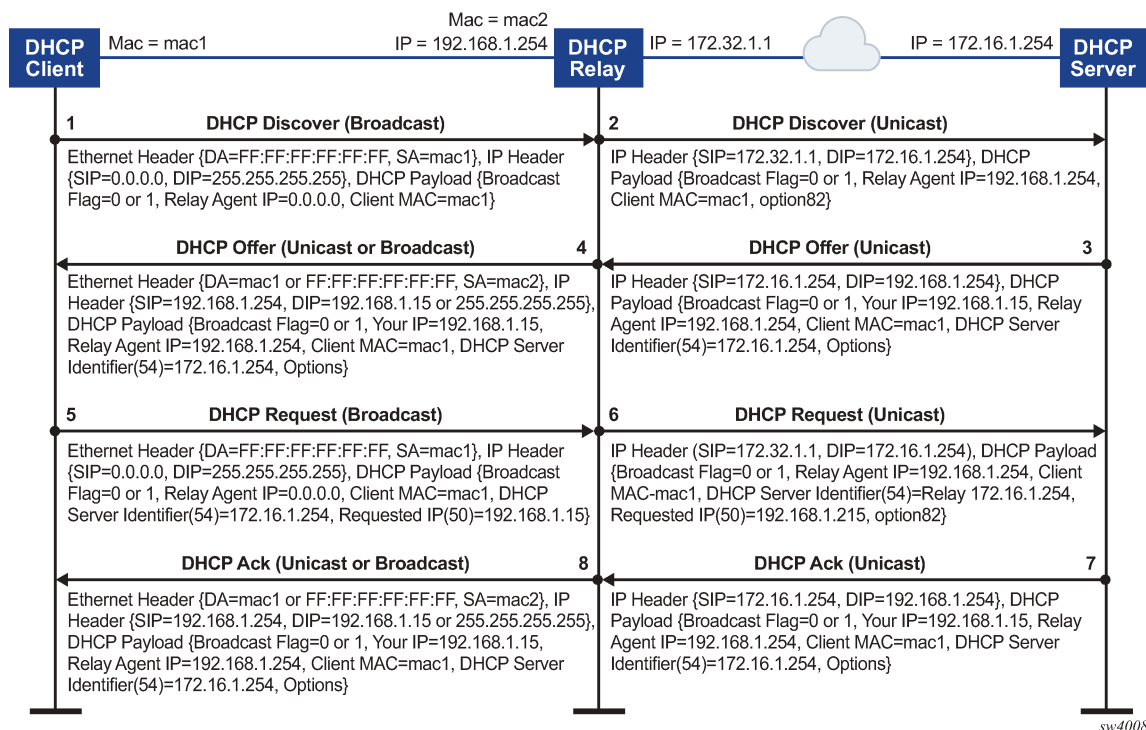 Mac = mac2
DHCP Client
Mac = mac1
IP = 192.168.1.254
DHCP Relay
IP = 172.32.1.1
IP = 172.16.1.254
DHCP Server
1
DHCP Discover (Broadcast)
Ethernet Header {DA=FF:FF:FF:FF:FF:FF, SA=mac1}, IP Header
{SIP=0.0.0.0, DIP=255.255.255.255}, DHCP Payload {Broadcast
Flag=0 or 1, Relay Agent IP=0.0.0.0, Client MAC=mac1}
2
DHCP Discover (Unicast)
IP Header {SIP=172.32.1.1, DIP=172.16.1.254}, DHCP
Payload {Broadcast Flag=0 or 1, Relay Agent IP=192.168.1.254,
Client MAC=mac1, option82}
DHCP Offer (Unicast or Broadcast)
4
Ethernet Header {DA=mac1 or FF:FF:FF:FF:FF:FF, SA=mac2}, IP
Header {SIP=192.168.1.254, DIP=192.168.1.15 or 255.255.255.255},
DHCP Payload {Broadcast Flag=0 or 1, Your IP=192.168.1.15,
Relay Agent IP=192.168.1.254, Client MAC=mac1, DHCP Server
Identifier(54)=172.16.1.254, Options}
DHCP Offer (Unicast)
3
IP Header {SIP=172.16.1.254, DIP=192.168.1.254}, DHCP
Payload {Broadcast Flag=0 or 1, Your IP=192.168.1.15, Relay
Agent IP=192.168.1.254, Client MAC=mac1, DHCP Server
Identifier(54)=172.16.1.254, Options}
5
DHCP Request (Broadcast)
Ethernet Header {DA=FF:FF:FF:FF:FF:FF, SA=mac1}, IP Header
{SIP=0.0.0.0, DIP=255.255.255.255}, DHCP Payload {Broadcast
Flag=0 or 1, Relay Agent IP=0.0.0.0, Client MAC=mac1, DHCP
Server Identifier(54)=172.16.1.254, Requested IP(50)=192.168.1.15}
6
DHCP Request (Unicast)
IP Header (SIP=172.32.1.1, DIP=172.16.1.254), DHCP Payload
{Broadcast Flag=0 or 1, Relay Agent IP=192.168.1.254, Client
MAC-mac1, DHCP Server Identifier(54)=Relay 172.16.1.254,
Requested IP(50)=192.168.1.215, option82}
DHCP Ack (Unicast or Broadcast)
8
Ethernet Header {DA=mac1 or FF:FF:FF:FF:FF:FF, SA=mac2}, IP
Header {SIP=192.168.1.254, DIP=192.168.1.15 or 255.255.255.255},
DHCP Payload {Broadcast Flag=0 or 1, Your IP=192.168.1.15,
Relay Agent IP=192.168.1.254, Client MAC=mac1, DHCP Server
Identifier(54)=172.16.1.254, Options}
DHCP Ack (Unicast)
7
IP Header {SIP=172.16.1.254, DIP=192.168.1.254}, DHCP
Payload {Broadcast Flag=0 or 1, Your IP=192.168.1.15, Relay
Agent IP=192.168.1.254, Client MAC=mac1, DHCP Server
Identifier(54)=172.16.1.254, Options}
sw4008